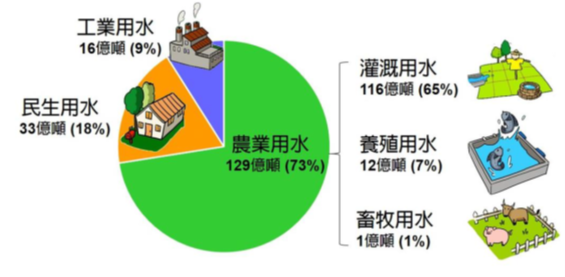 工業用水
16億噸 (9%)
民生用水
33億噸 (18%)
農業用水
129億噸 (73%)
灌溉用水
116億噸 (65%)
養殖用水
12億噸 (7%)
畜牧用水
1億噸 (1%)